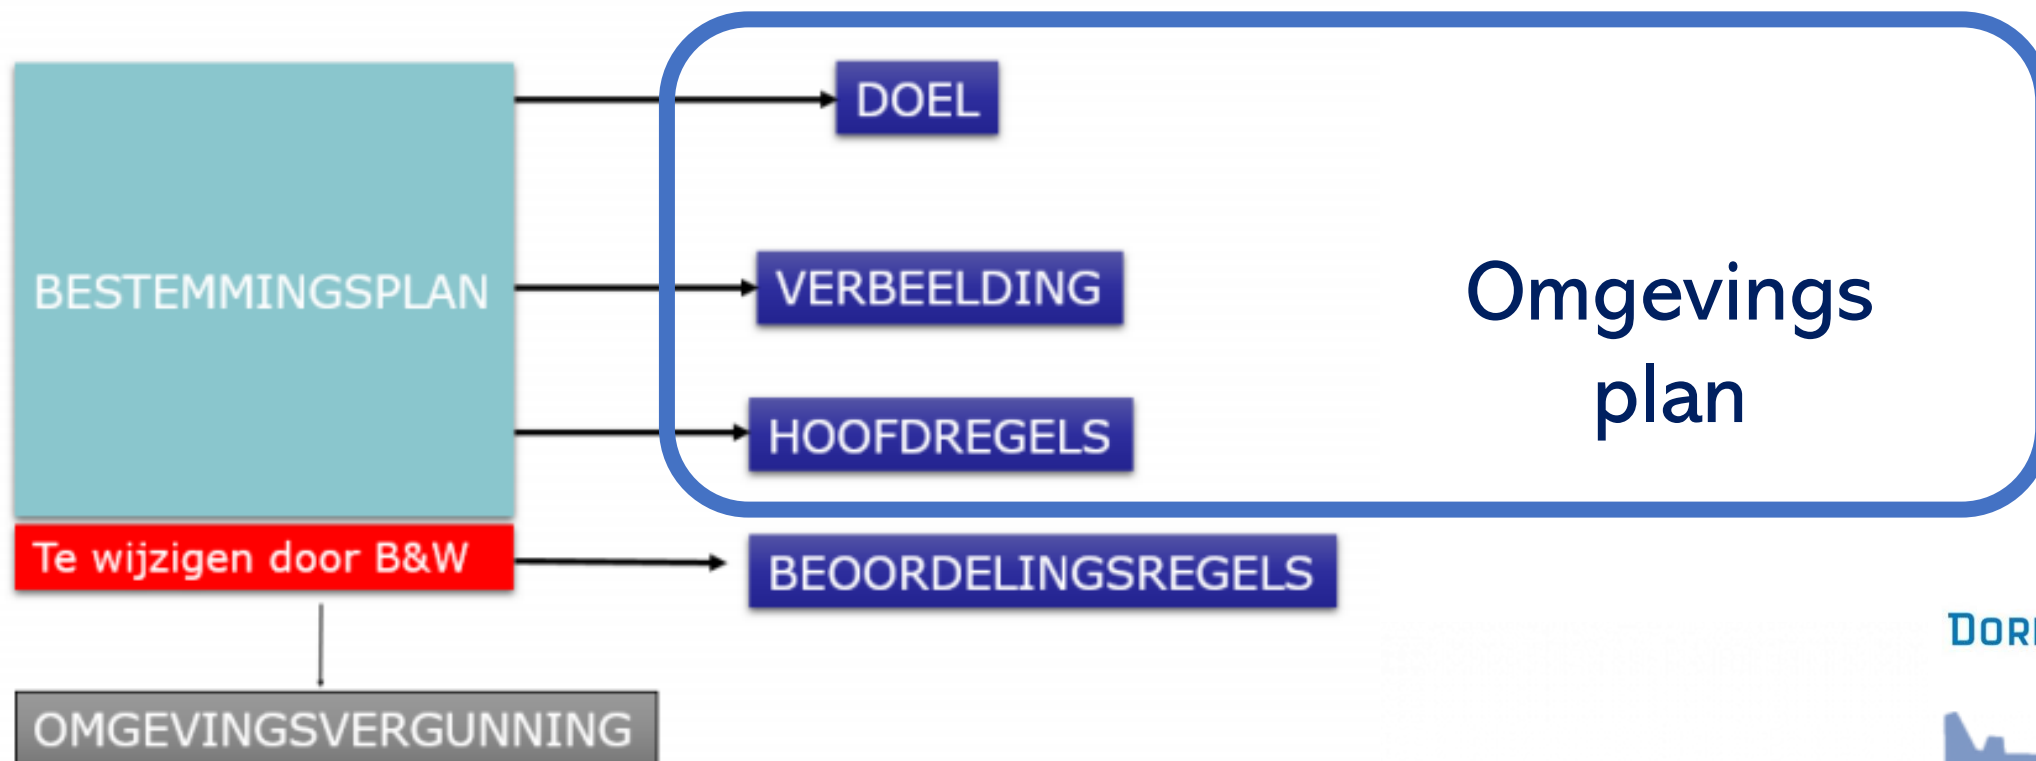 DOEL
BESTEMMINGSPLAN
VERBEELDING
Omgevings
plan
HOOFDREGELS
Te wijzigen door B&W
BEOORDELINGSREGELS
OMGEVINGSVERGUNNING